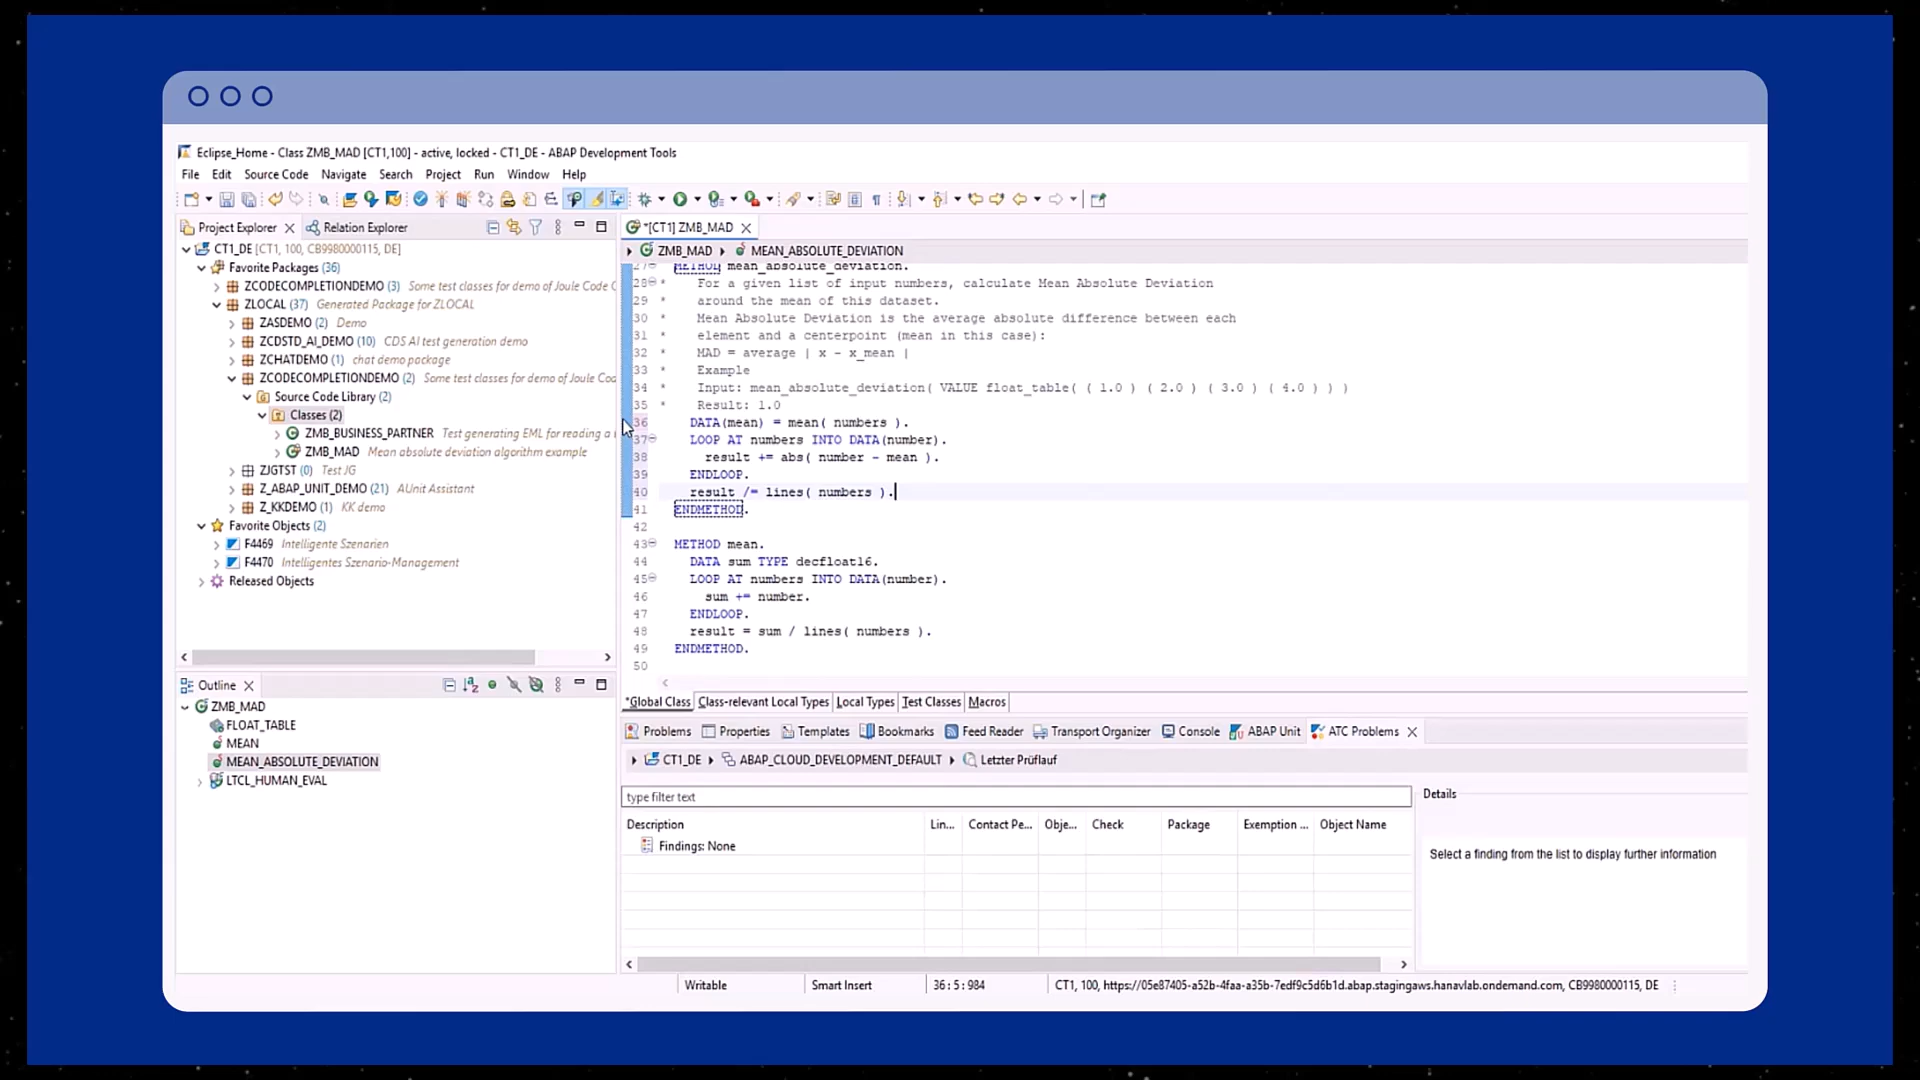 Eclipse_Home - Class ZMB_MAD [CT1,100] - active, locked - CT1_DE - ABAP Development Tools
File Edit Source Code Navigate Search Project Run Window Help
Project Explorer Relation Explorer
CT1_DE [CT1, 100, CB9980000115, DE]
Favorite Packages (36)
ZCODECOMPLETIONDEMO (3) Some test classes for demo of Joule Code C
ZLOCAL (37) Generated Package for ZLOCAL
ZASDEMO (2) Demo
ZCDSTD_AI_DEMO (10) CDS AI test generation demo
ZCHATDEMO (1) chat demo package
ZCODECOMPLETIONDEMO (2) Some test classes for demo of Joule Coc
Source Code Library (2)
Classes (2)
ZMB_BUSINESS_PARTNER Test generating EML for reading a
ZMB_MAD Mean absolute deviation algorithm example
ZJGTST (0) Test JG
Z_ABAP_UNIT_DEMO (21) AUnit Assistant
Z_KKDEMO (1) KK demo
Favorite Objects (2)
F4469 Intelligente Szenarien
F4470 Intelligentes Szenario-Management
Released Objects
Outline
ZMB_MAD
FLOAT_TABLE
MEAN
MEAN_ABSOLUTE_DEVIATION
LTCL_HUMAN_EVAL
*[CT1] ZMB_MAD
ZMB_MAD MEAN_ABSOLUTE_DEVIATION
27 METHOD mean_absolute_deviation.
28 * For a given list of input numbers, calculate Mean Absolute Deviation
29 * around the mean of this dataset.
30 * Mean Absolute Deviation is the average absolute difference between each
31 * element and a centerpoint (mean in this case):
32 * MAD = average | x - x_mean |
33 * Example
34 * Input: mean_absolute_deviation( VALUE float_table( ( 1.0 ) ( 2.0 ) ( 3.0 ) ( 4.0 ) ) )
35 * Result: 1.0
36 DATA(mean) = mean( numbers ).
37 LOOP AT numbers INTO DATA(number).
38 result += abs( number - mean ).
39 ENDLOOP.
40 result /= lines( numbers ).
41 ENDMETHOD.
42
43 METHOD mean.
44 DATA sum TYPE decfloat16.
45 LOOP AT numbers INTO DATA(number).
46 sum += number.
47 ENDLOOP.
48 result = sum / lines( numbers ).
49 ENDMETHOD.
50
*Global Class Class-relevant Local Types Local Types Test Classes Macros
Problems Properties Templates Bookmarks Feed Reader Transport Organizer Console ABAP Unit ATC Problems
CT1_DE ABAP_CLOUD_DEVELOPMENT_DEFAULT Letzter Prüflauf
type filter text
Description Lin... Contact Pe... Obje... Check Package Exemption ... Object Name
Findings: None
Details
Select a finding from the list to display further information
Writable Smart Insert 36 : 5 : 984 CT1, 100, https://05e87405-a52b-4faa-a35b-7edf9c5d6b1d.abap.stagingaws.hanavlab.ondemand.com, CB9980000115, DE